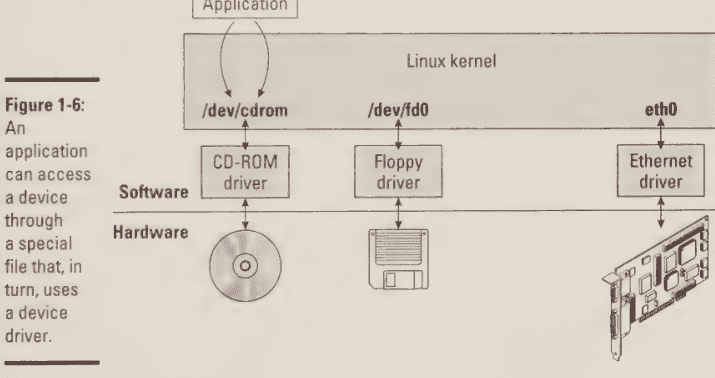 Application
Linux kernel
/dev/cdrom
/dev/fd0
eth0
CD-ROM
driver
Floppy
driver
Ethernet
driver
Software
Hardware
Figure 1-6:
An
application
can access
a device
through
a special
file that, in
turn, uses
a device
driver.